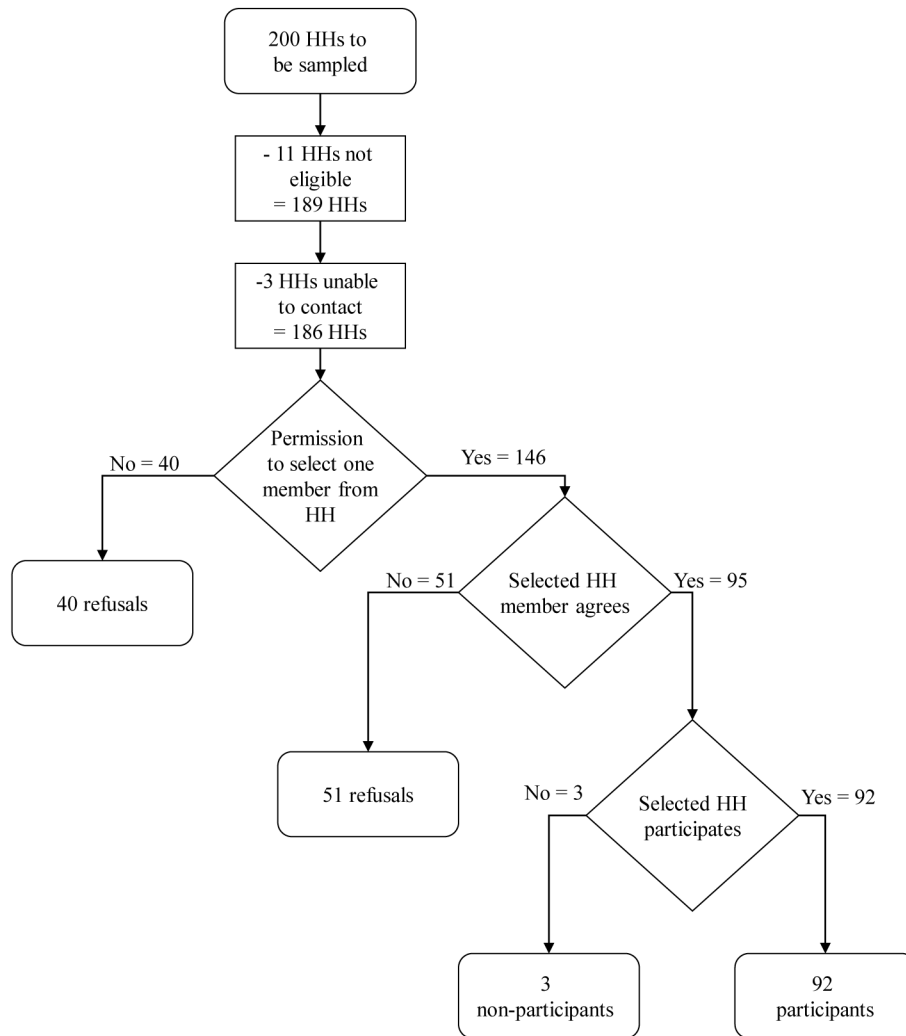 200 HHs to
be sampled
- 11 HHs not
eligible
= 189 HHs
-3 HHs unable
to contact
= 186 HHs
Permission
to select one
member from
HH
No = 40
Yes = 146
40 refusals
Selected HH
member agrees
No = 51
Yes = 95
51 refusals
Selected HH
participates
No = 3
Yes = 92
3
non-participants
92
participants